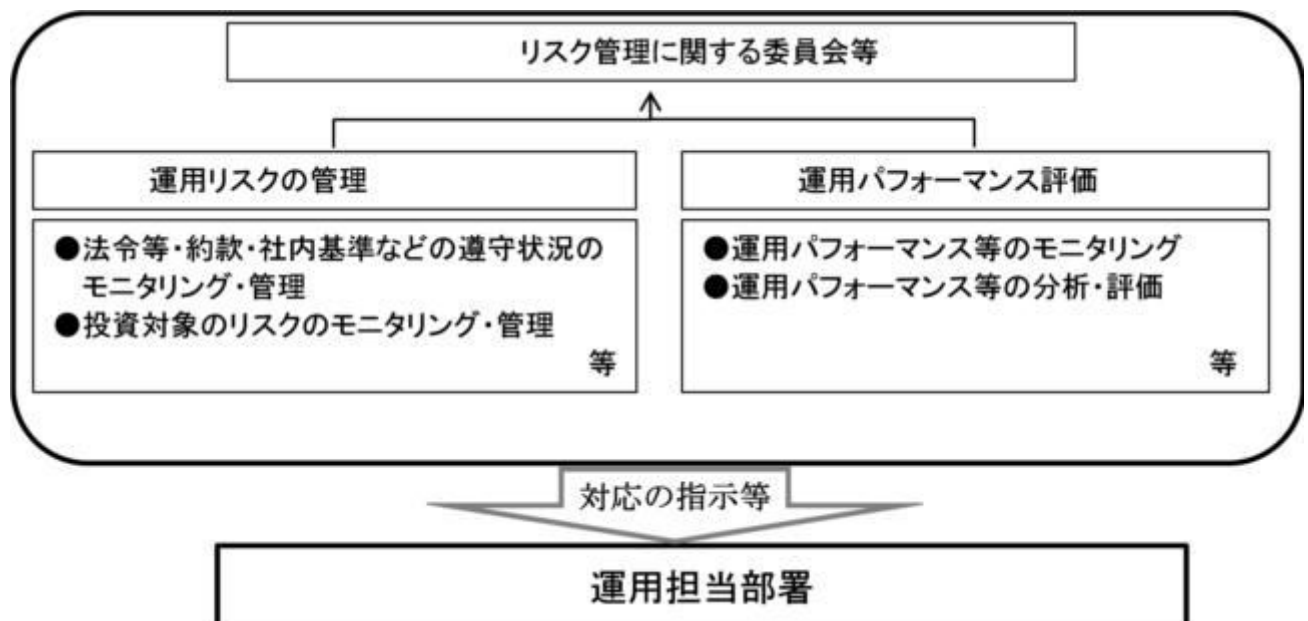 リスク管理に関する委員会等
運用リスクの管理
●法令等・約款・社内基準などの遵守状況の
モニタリング・管理
●投資対象のリスクのモニタリング・管理
等
運用パフォーマンス評価
●運用パフォーマンス等のモニタリング
●運用パフォーマンス等の分析・評価
等
対応の指示等
運用担当部署